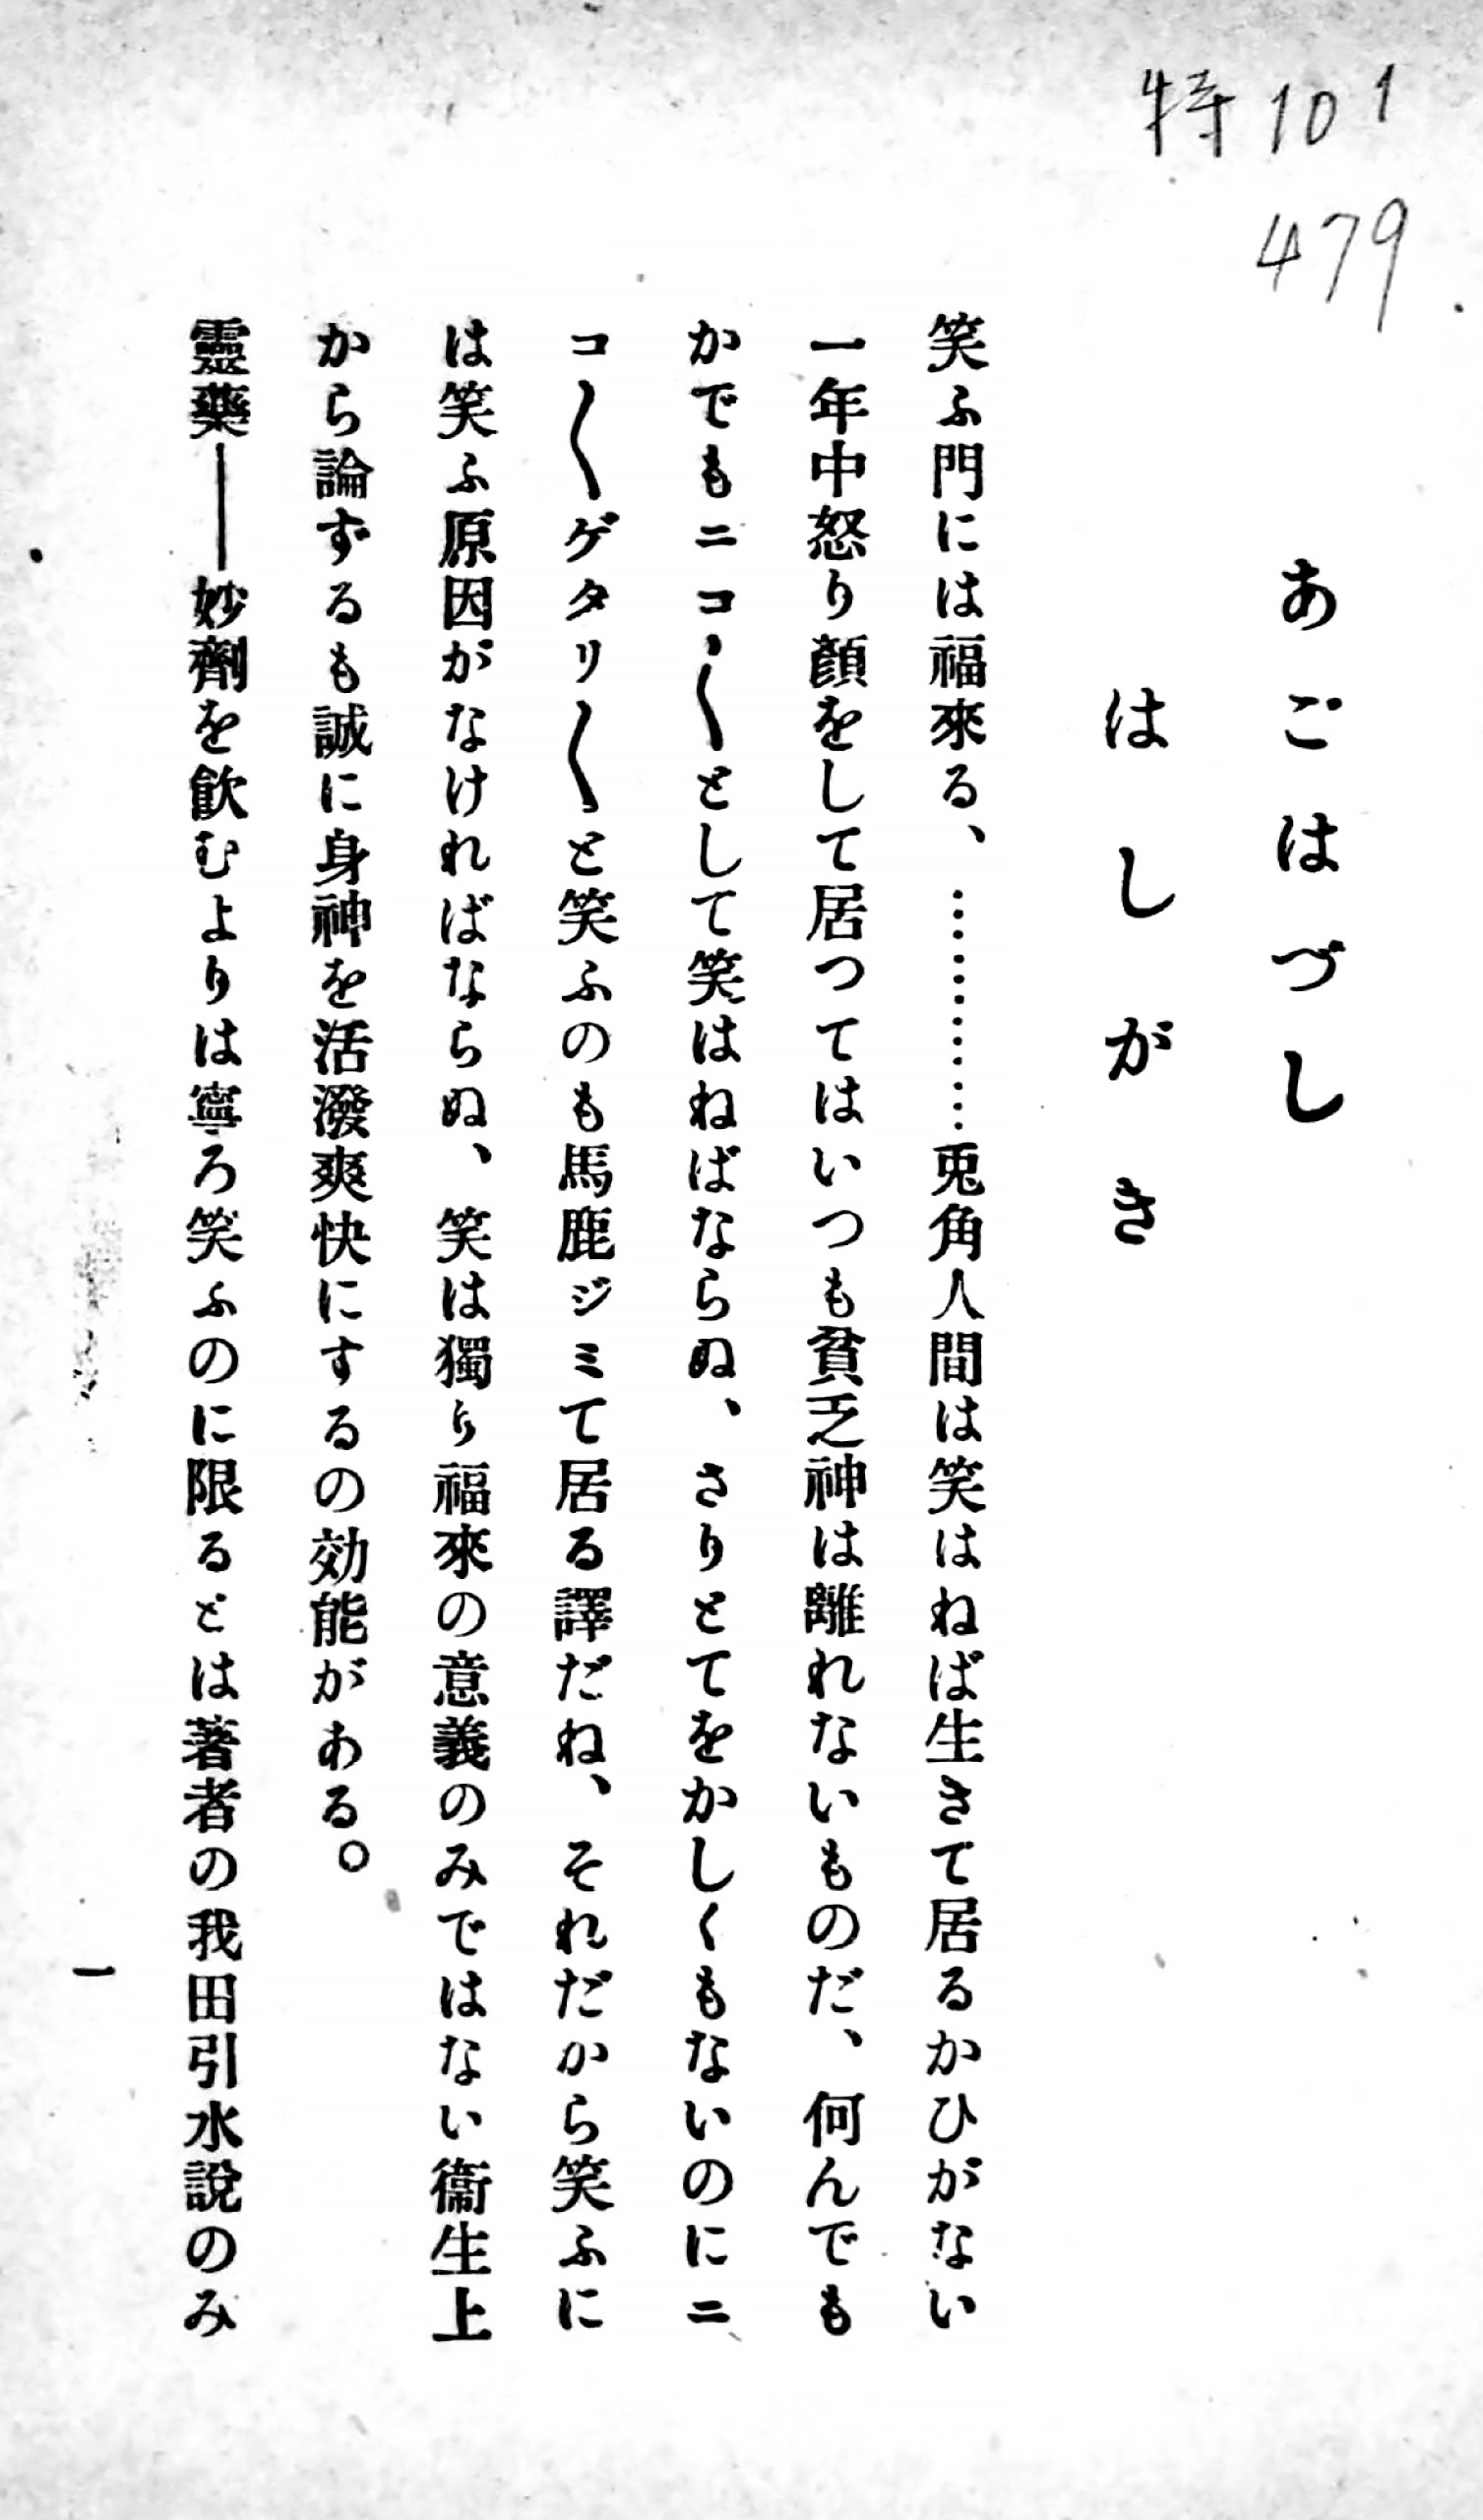 特101
479
あごはづし
はしがき
笑ふ門には福來る、…………兎角人間は笑はねば生きて居るかひがない
一年中怒り顏をして居つてはいつも貧乏神は離れないものだ、何んでも
かでもニコ〱として笑はねばならぬ、さりとてをかしくもないのにニ
コ〱ゲタリ〱と笑ふのも馬鹿ジミて居る譯だね、それだから笑ふに
は笑ふ原因がなければならぬ、笑は獨り福來の意義のみではない衞生上
から論ずるも誠に身神を活潑爽快にするの効能がある。
靈藥――妙劑を飮むよりは寧ろ笑ふのに限るとは著者の我田引水說のみ
一